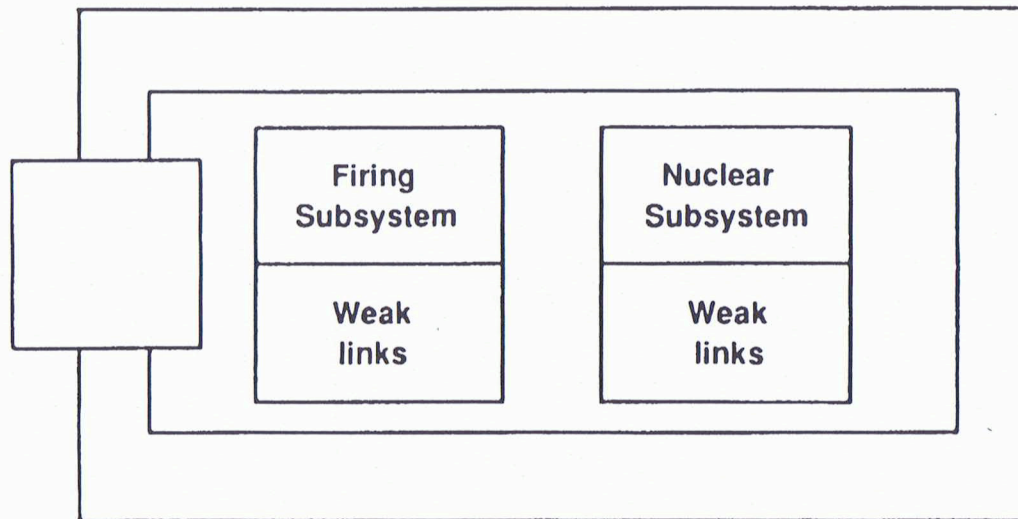 Firing
Subsystem
Weak
links
Nuclear
Subsystem
Weak
links